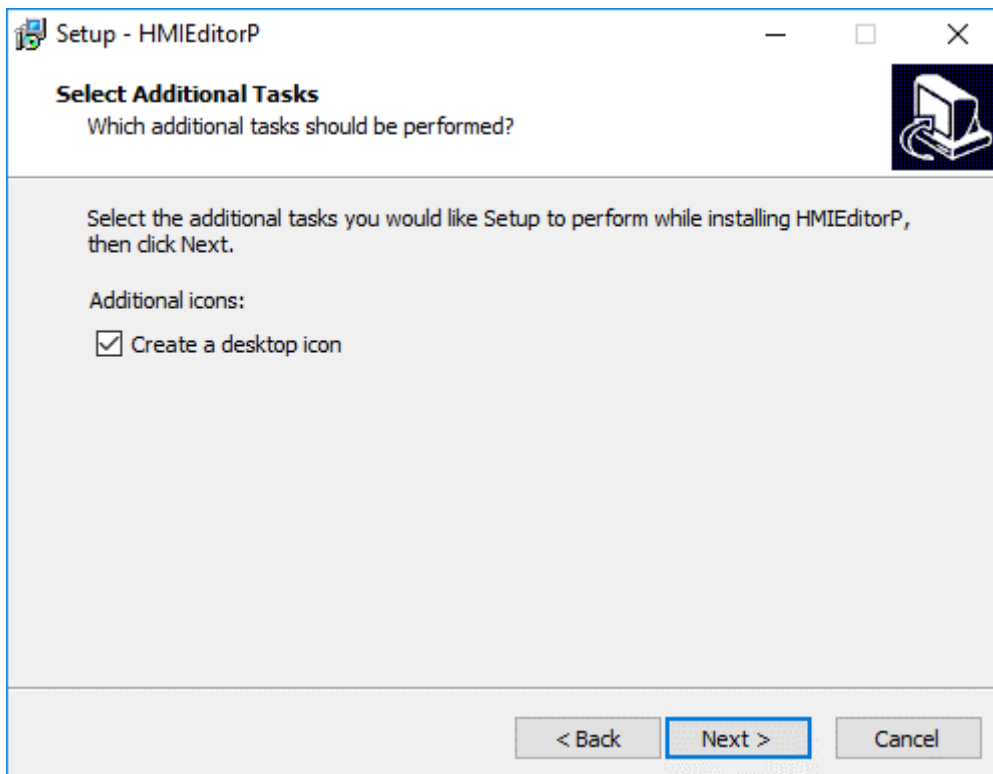 Setup - HMIEditorP
Select Additional Tasks
Which additional tasks should be performed?
Select the additional tasks you would like Setup to perform while installing HMIEditorP,
then click Next.
Additional icons:
Create a desktop icon
< Back
Next >
Cancel